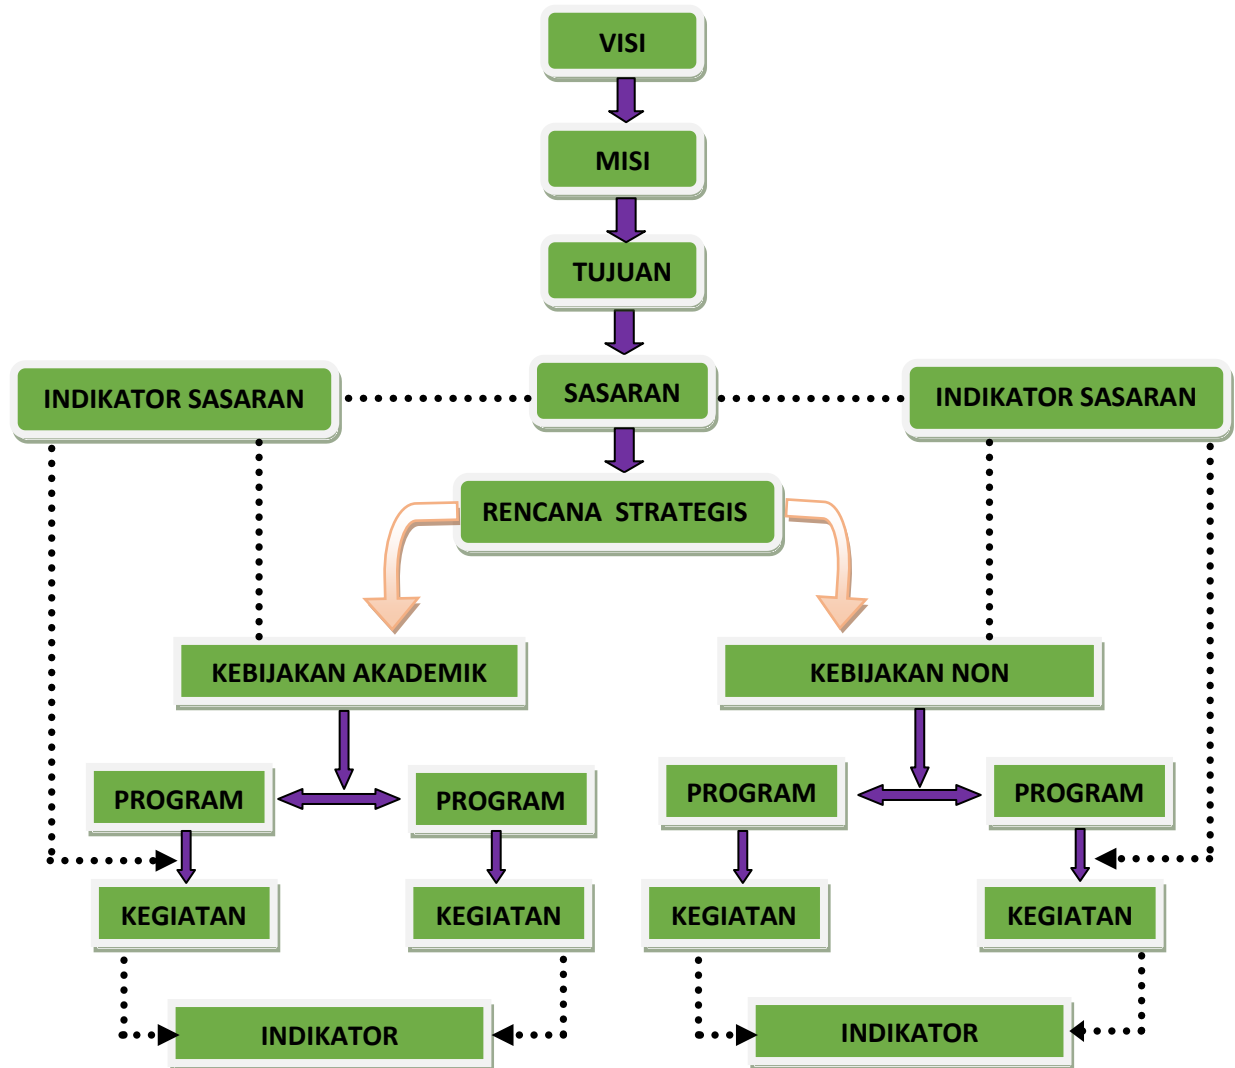 VISI
MISI
TUJUAN
SASARAN
INDIKATOR SASARAN
INDIKATOR SASARAN
RENCANA STRATEGIS
KEBIJAKAN AKADEMIK
KEBIJAKAN NON
PROGRAM
PROGRAM
PROGRAM
PROGRAM
KEGIATAN
KEGIATAN
KEGIATAN
KEGIATAN
INDIKATOR
INDIKATOR